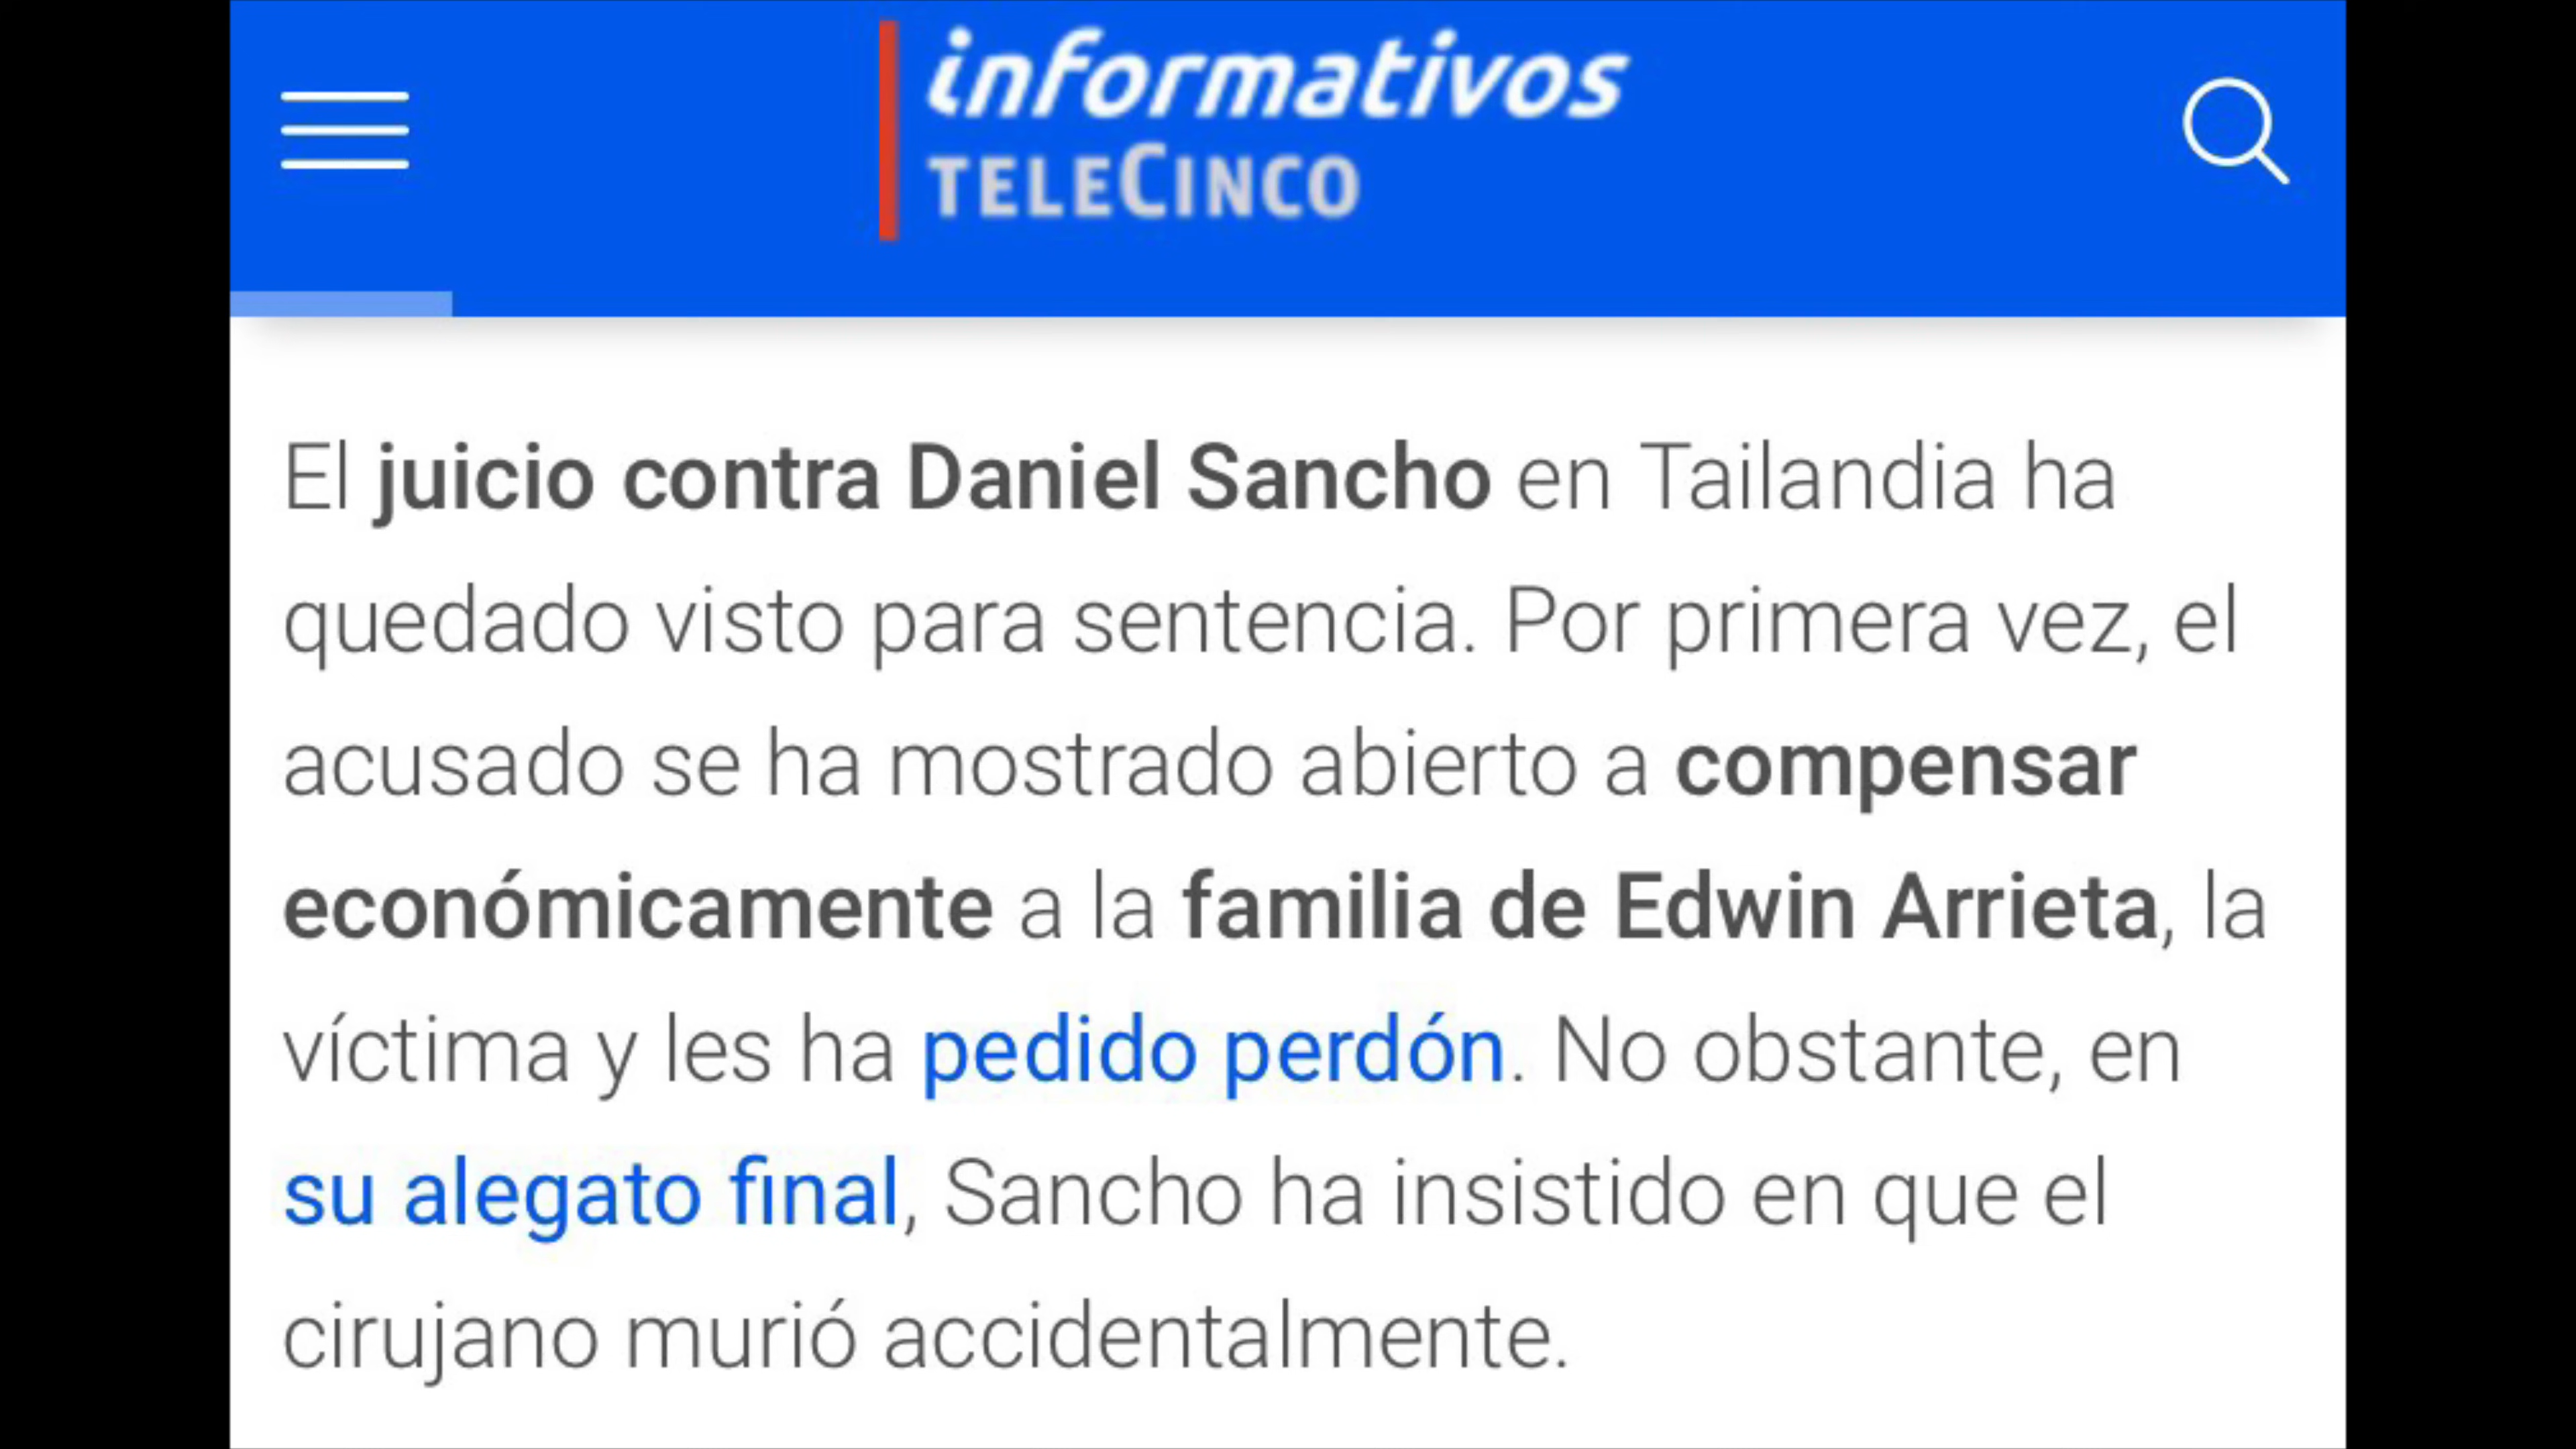 informativos
TELECINCO
El juicio contra Daniel Sancho en Tailandia ha
quedado visto para sentencia. Por primera vez, el
acusado se ha mostrado abierto a compensar
económicamente a la familia de Edwin Arrieta, la
víctima y les ha pedido perdón. No obstante, en
su alegato final, Sancho ha insistido en que el
cirujano murió accidentalmente.